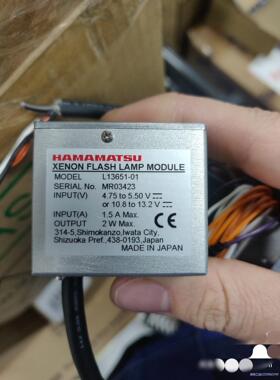 HAMAMATSU
XENON FLASH LAMP MODULE
MODEL L13651-01
SERIAL No. MR03423
INPUT(V) 4.75 to 5.50 V
or 10.8 to 13.2 V
INPUT(A) 1.5 A Max.
OUTPUT 2 W Max.
CE
314-5,Shimokanzo,Iwata City,
Shizuoka Pref.,438-0193,Japan
MADE IN JAPAN